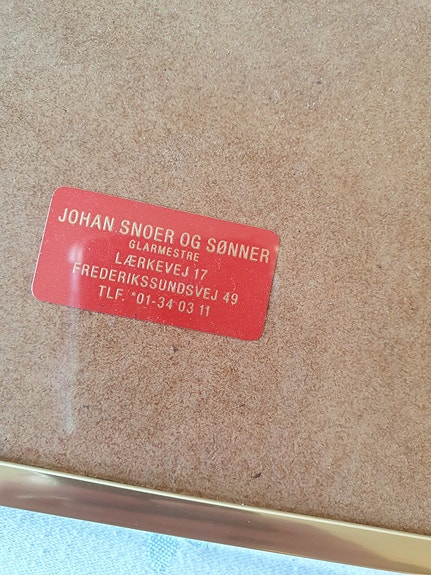 JOHAN SNOER OG SØNNER
GLARMESTRE
LÆRKEVEJ 17
FREDERIKSSUNDSVEJ 49
TLF. *01-34 03 11